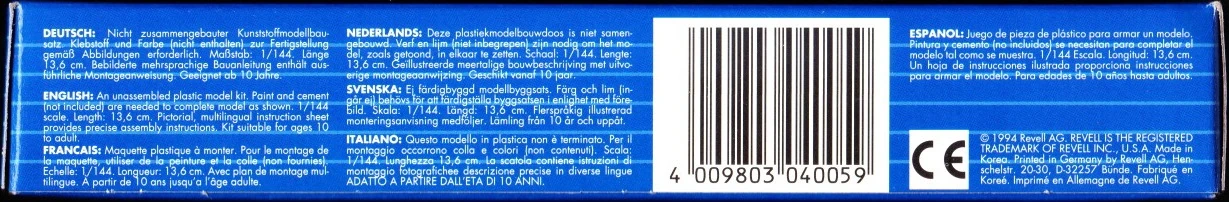 DEUTSCH: Nicht zusammengebauter Kunststoffmodellbau-
satz. Klebstoff und Farbe (nicht enthalten) zur Fertigstellung
gemäß Abbildungen erforderlich. Maßstab: 1/144. Länge
13,6 cm. Bebilderte mehrsprachige Bauanleitung enthält aus-
führliche Montageanweisung. Geeignet ab 10 Jahre.
ENGLISH: An unassembled plastic model kit. Paint and cement
(not included) are needed to complete model as shown. 1/144
scale. Length: 13,6 cm. Pictorial, multilingual instruction sheet
provides precise assembly instructions. Kit suitable for ages 10
to adult.
FRANCAIS: Maquette plastique à monter. Pour le montage de
la maquette, utiliser de la peinture et la colle (non fournies).
Echelle: 1/144. Longueur: 13,6 cm. Avec plan de montage mul-
tilingue. A partir de 10 ans jusqu'a l'âge adulte.
NEDERLANDS: Deze plastiekmodelbouwdoos is niet samen-
gebouwd. Verf en lijm (niet inbegrepen) zijn nodig om het mo-
del, zoals getoond, in elkaar te zetten. Schaal: 1/144. Lengte:
13,6 cm. Geïllustreerde meertalige bouwbeschrijving met uitvo-
erige montageaanwijzing. Geschikt vanaf 10 jaar.
SVENSKA: Ej färdigbyggd modellbyggsats. Färg och lim (in-
går ej) behövs för att färdigställa byggsatsen i enlighet med före-
bild. Skala: 1/144. Längd: 13,6 cm. Flerspråkig illustrerad
monteringsanvisning medföljer. Lämling från 10 år och uppåt.
ITALIANO: Questo modello in plastica non è terminato. Per il
montaggio occorrono colla e colori (non contenuti). Scala:
1/144. Lunghezza 13,6 cm. La scatola contiene istruzioni di
montaggio fotografichee descrizione precise in diverse lingue
ADATTO A PARTIRE DALL'ETA DI 10 ANNI.
4 009803 040059
ESPANOL: Juego de pieza de plástico para armar un modelo.
Pintura y cemento (no incluidos) se necesitan para completar el
modelo tal como se muestra. 1/144 Escala. Longitud: 13,6 cm.
Un hoja de instrucciones ilustrada proporciona instrucciones
para armar el modelo. Para edades de 10 años hasta adultos.
CE
© 1994 Revell AG. REVELL IS THE REGISTERED
TRADEMARK OF REVELL INC., U.S.A. Made in
Korea. Printed in Germany by Revell AG, Hen-
schelstr. 20-30, D-32257 Bünde. Fabriqué en
Koreé. Imprimé en Allemagne de Revell AG.